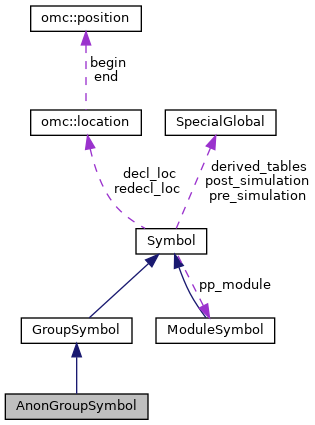 omc::position
begin
end
omc::location
SpecialGlobal
decl_loc
redecl_loc
derived_tables
post_simulation
pre_simulation
Symbol
pp_module
GroupSymbol
ModuleSymbol
AnonGroupSymbol